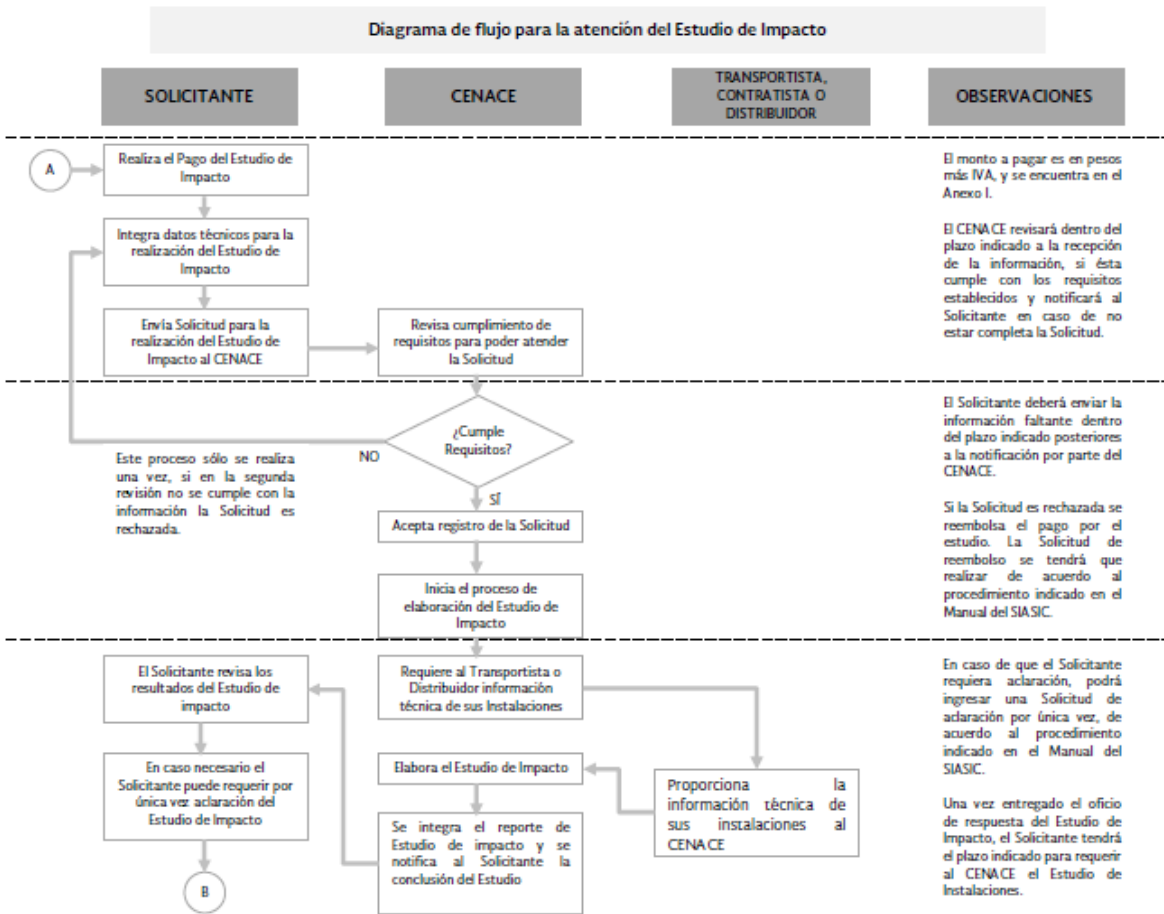 Diagrama de flujo para la atención del Estudio de Impacto
SOLICITANTE
CENACE
TRANSPORTISTA,
CONTRATISTA O
DISTRIBUIDOR
OBSERVACIONES
A
Realiza el Pago del Estudio de
Impacto
Integra datos técnicos para la
realización del Estudio de
Impacto
Envía Solicitud para la
realización del Estudio de
Impacto al CENACE
Revisa cumplimiento de
requisitos para poder atender
la Solicitud
El monto a pagar es en pesos
más IVA, y se encuentra en el
Anexo I.
El CENACE revisará dentro del
plazo indicado a la recepción
de la información, si ésta
cumple con los requisitos
establecidos y notificará al
Solicitante en caso de no
estar completa la Solicitud.
¿Cumple
Requisitos?
NO
SÍ
Este proceso sólo se realiza
una vez, si en la segunda
revisión no se cumple con la
información la Solicitud es
rechazada.
Acepta registro de la Solicitud
Inicia el proceso de
elaboración del Estudio de
Impacto
El Solicitante deberá enviar la
información faltante dentro
del plazo indicado posteriores
a la notificación por parte del
CENACE.
Si la Solicitud es rechazada se
reembolsa el pago por el
estudio. La Solicitud de
reembolso se tendrá que
realizar de acuerdo al
procedimiento indicado en el
Manual del SIASIC.
El Solicitante revisa los
resultados del Estudio de
impacto
En caso necesario el
Solicitante puede requerir por
única vez aclaración del
Estudio de Impacto
B
Requiere al Transportista o
Distribuidor información
técnica de sus Instalaciones
Elabora el Estudio de Impacto
Se integra el reporte de
Estudio de impacto y se
notifica al Solicitante la
conclusión del Estudio
Proporciona la
información técnica de
sus instalaciones al
CENACE
En caso de que el Solicitante
requiera aclaración, podrá
ingresar una Solicitud de
aclaración por única vez, de
acuerdo al procedimiento
indicado en el Manual del
SIASIC.
Una vez entregado el oficio
de respuesta del Estudio de
Impacto, el Solicitante tendrá
el plazo indicado para requerir
al CENACE el Estudio de
Instalaciones.